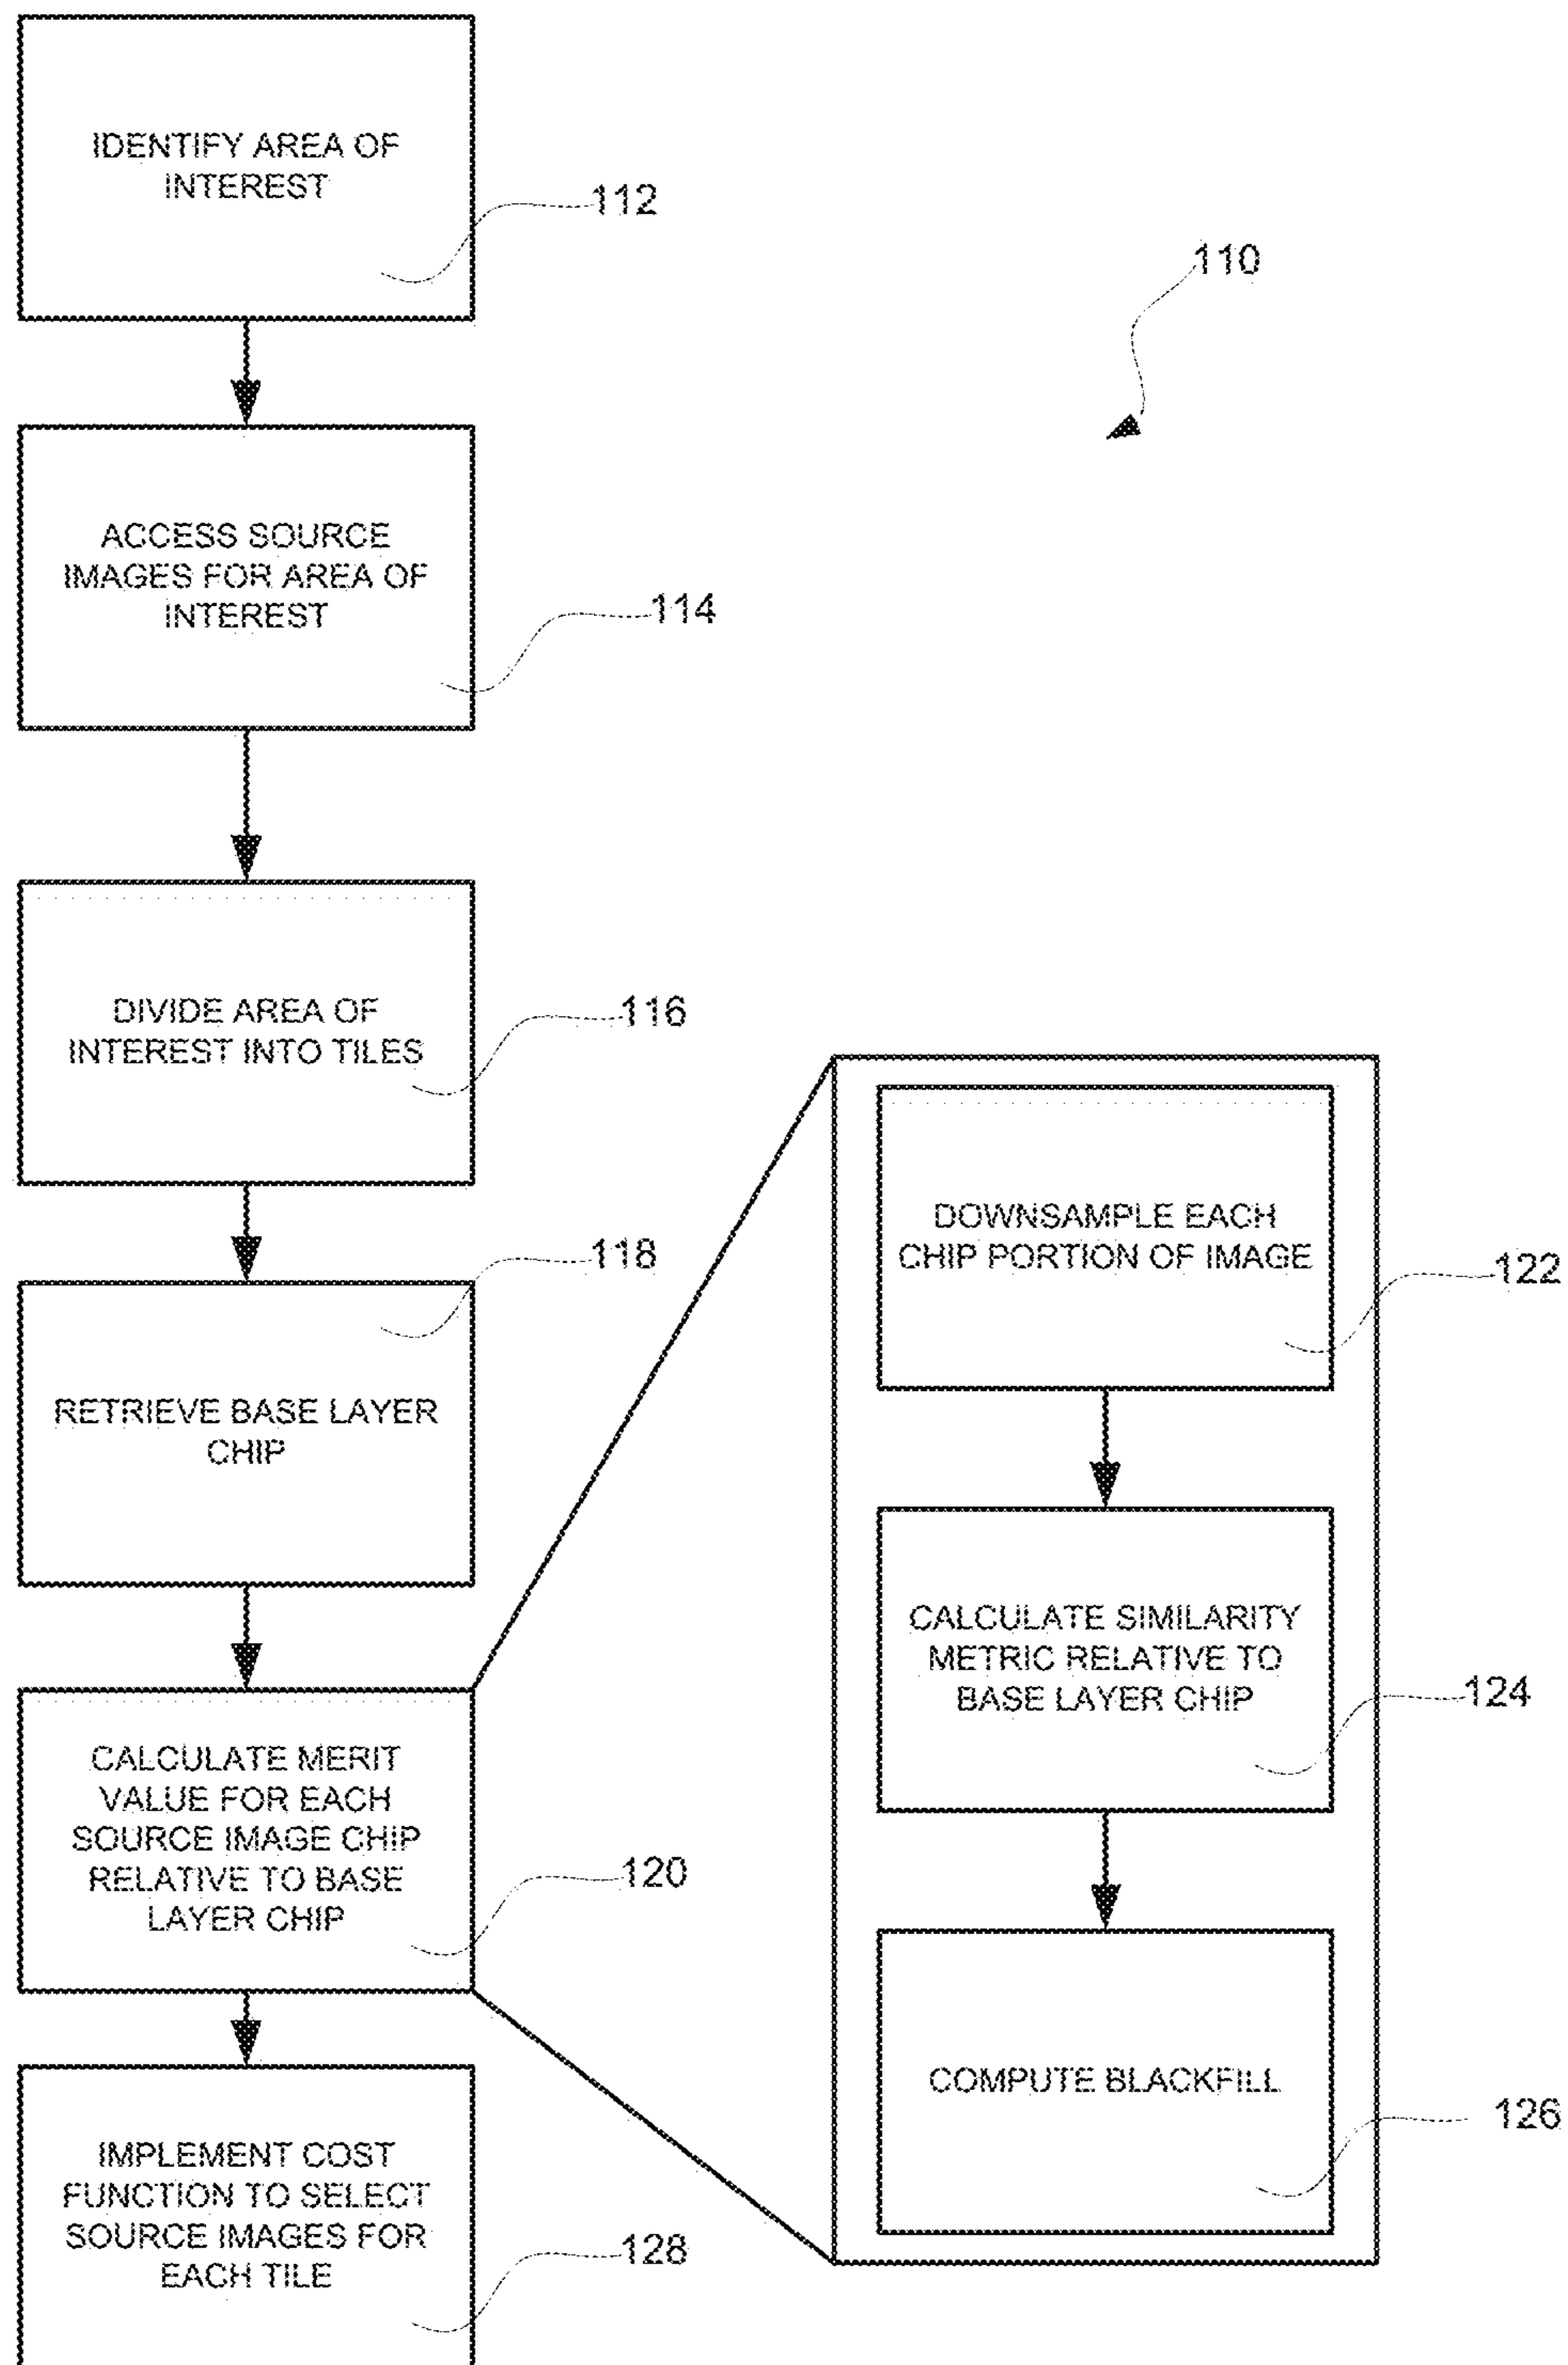 IDENTIFY AREA OF
INTEREST
112
110
ACCESS SOURCE
IMAGES FOR AREA OF
INTEREST
114
DIVIDE AREA OF
INTEREST INTO TILES
116
RETRIEVE BASE LAYER
CHIP
118
CALCULATE MERIT
VALUE FOR EACH
SOURCE IMAGE CHIP
RELATIVE TO BASE
LAYER CHIP
120
DOWNSAMPLE EACH
CHIP PORTION OF IMAGE
122
CALCULATE SIMILARITY
METRIC RELATIVE TO
BASE LAYER CHIP
124
COMPUTE BLACKFILL
126
IMPLEMENT COST
FUNCTION TO SELECT
SOURCE IMAGES FOR
EACH TILE
128